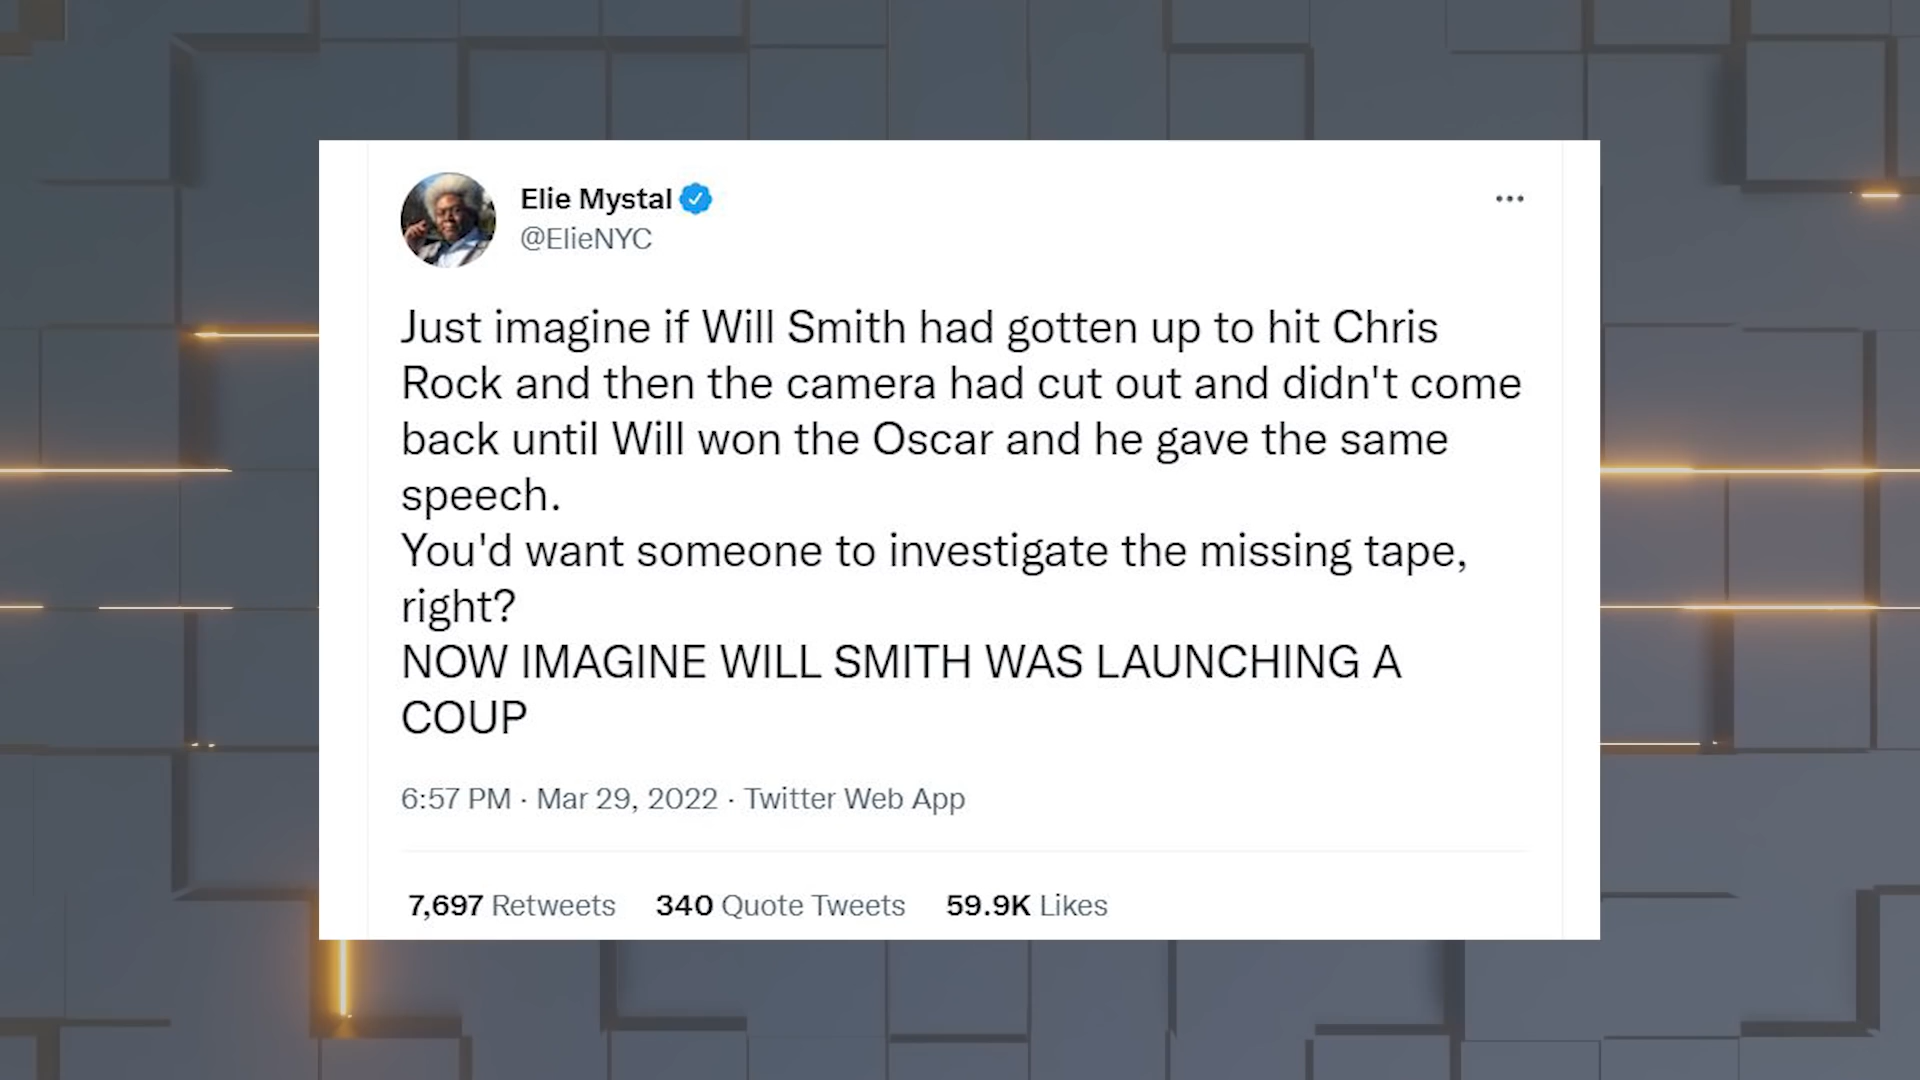 Elie Mystal
@ElieNYC
Just imagine if Will Smith had gotten up to hit Chris
Rock and then the camera had cut out and didn't come
back until Will won the Oscar and he gave the same
speech.
You'd want someone to investigate the missing tape,
right?
NOW IMAGINE WILL SMITH WAS LAUNCHING A
COUP
6:57 PM · Mar 29, 2022 · Twitter Web App
7,697 Retweets 340 Quote Tweets 59.9K Likes